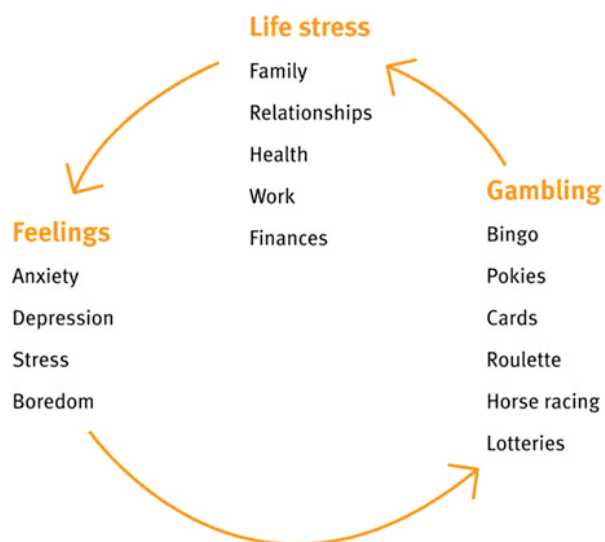 Life stress
Family
Relationships
Health
Work
Finances
Feelings
Anxiety
Depression
Stress
Boredom
Gambling
Bingo
Pokies
Cards
Roulette
Horse racing
Lotteries